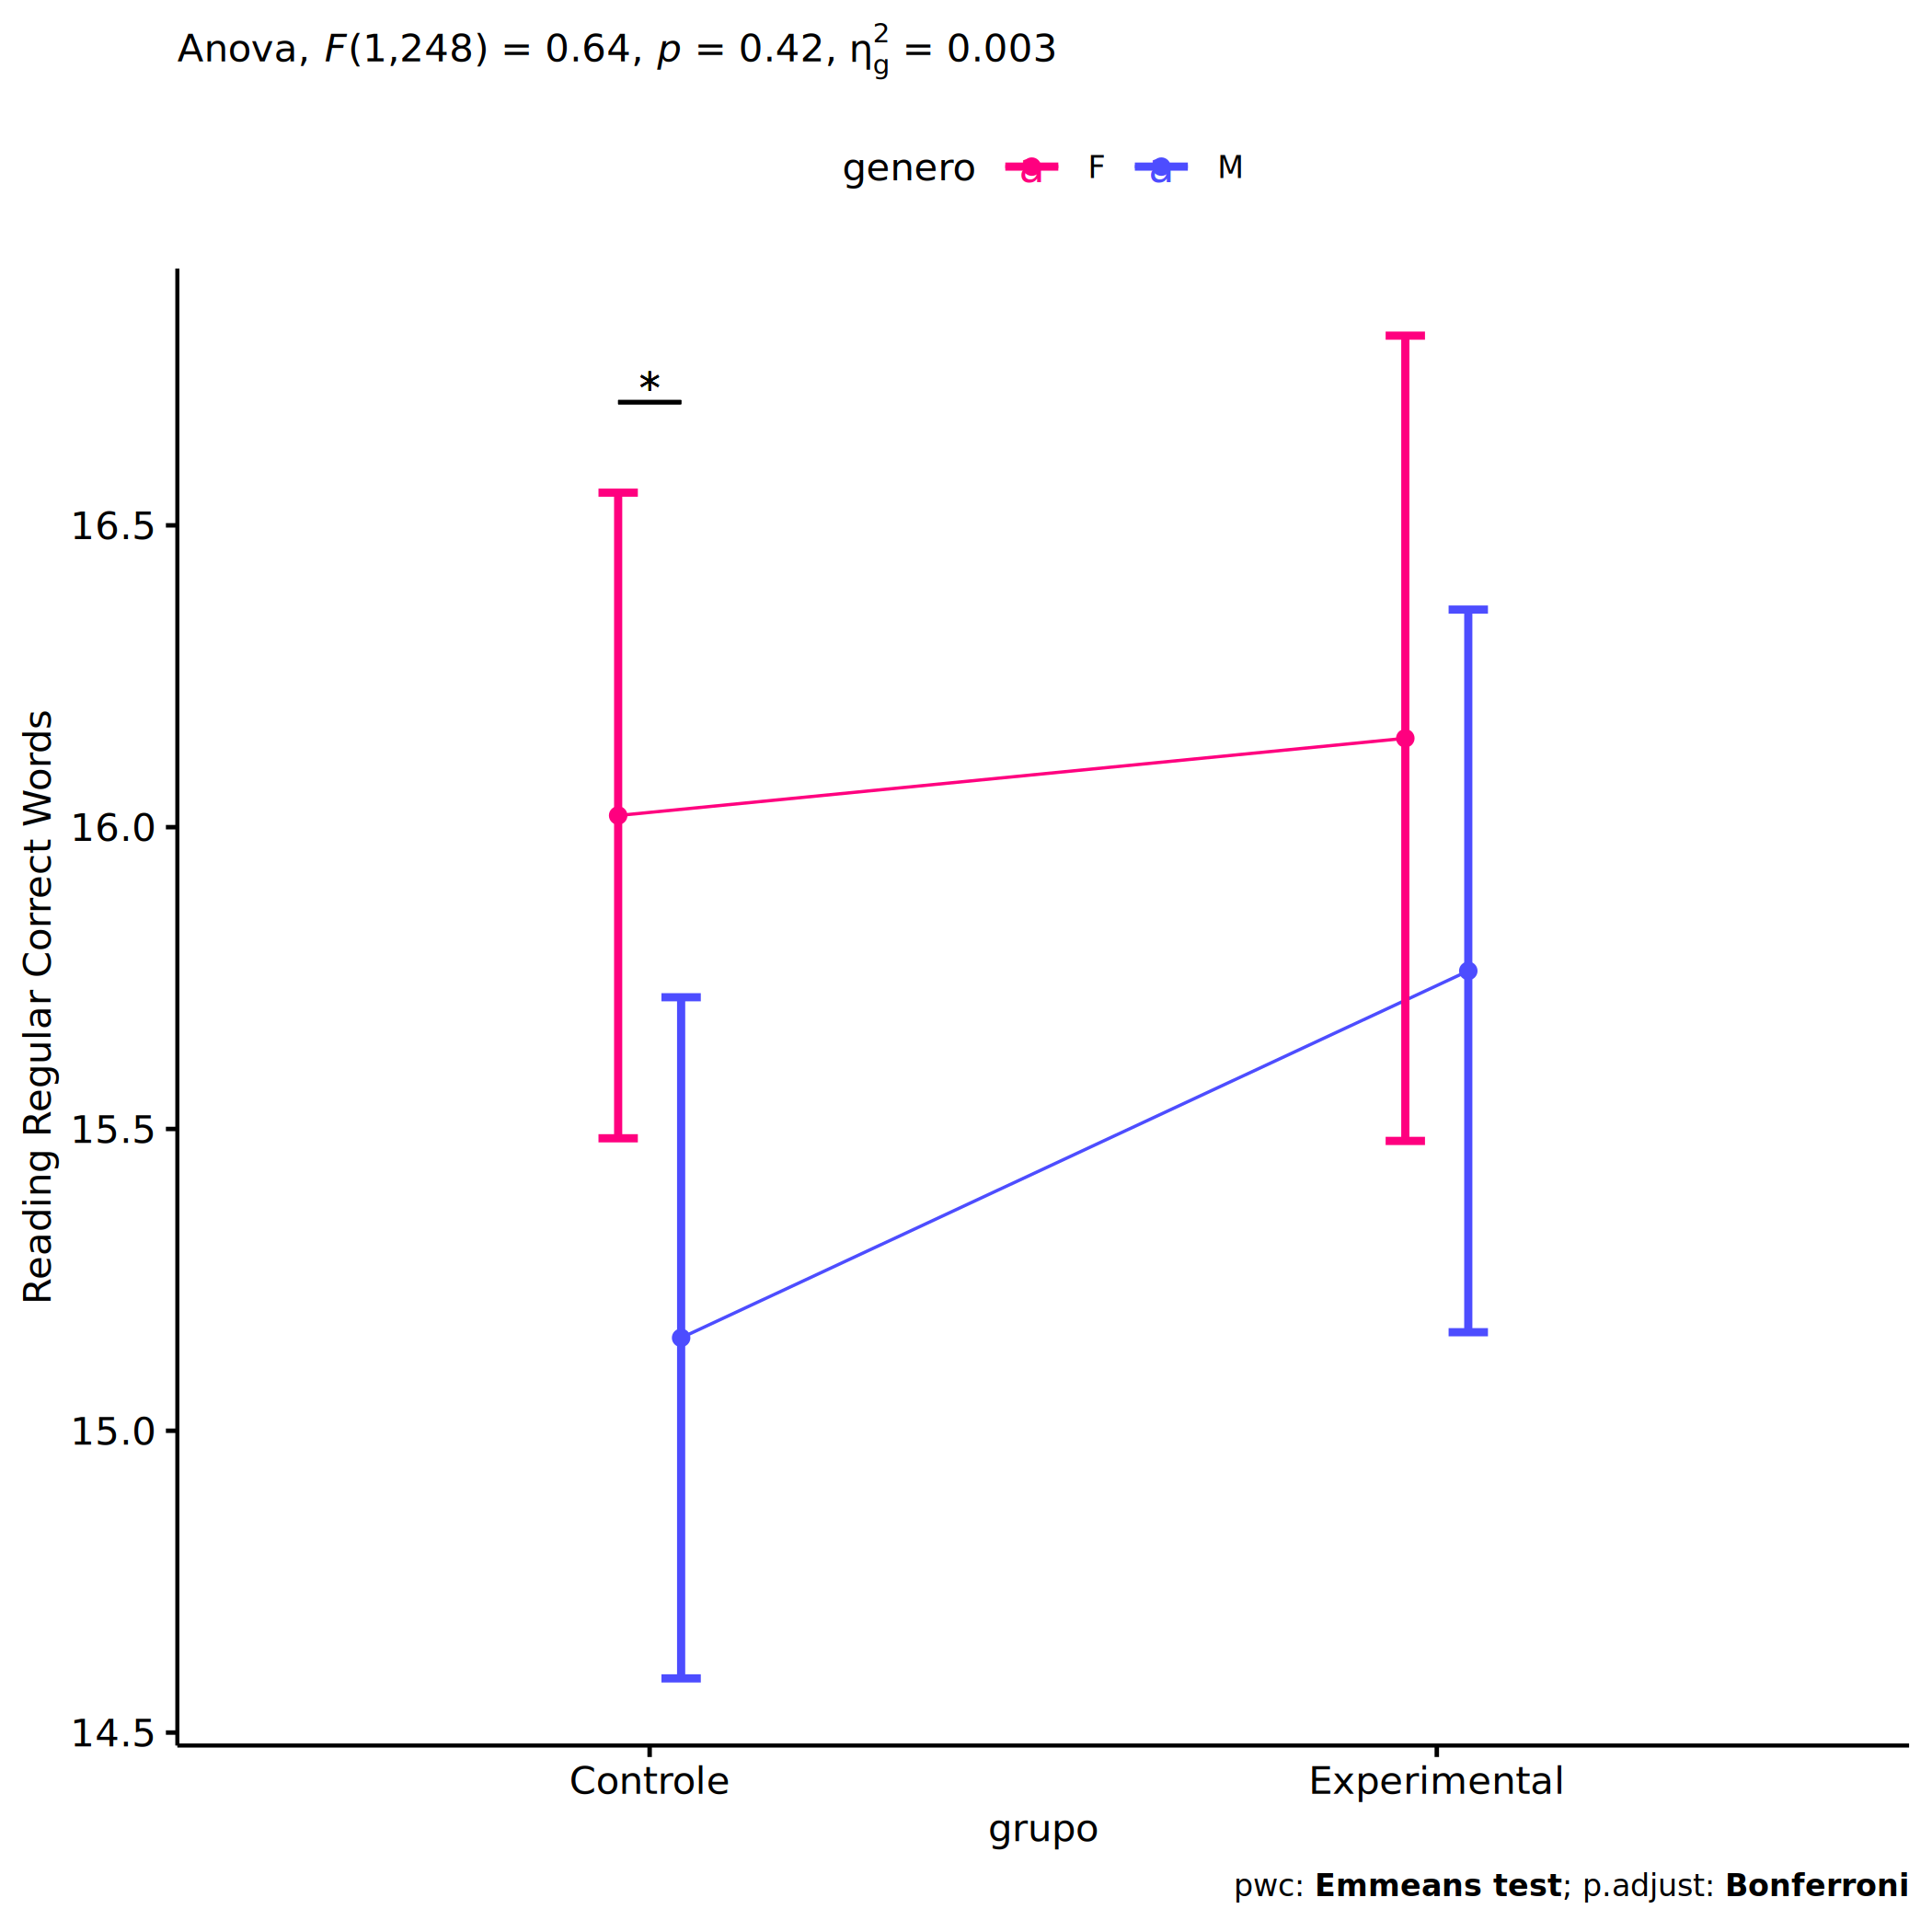 Anova, F(1,248) = 0.64, p = 0.42, η²g = 0.003
genero a F a M
*
Reading Regular Correct Words
16.5
16.0
15.5
15.0
14.5
Controle Experimental
grupo
pwc: Emmeans test; p.adjust: Bonferroni